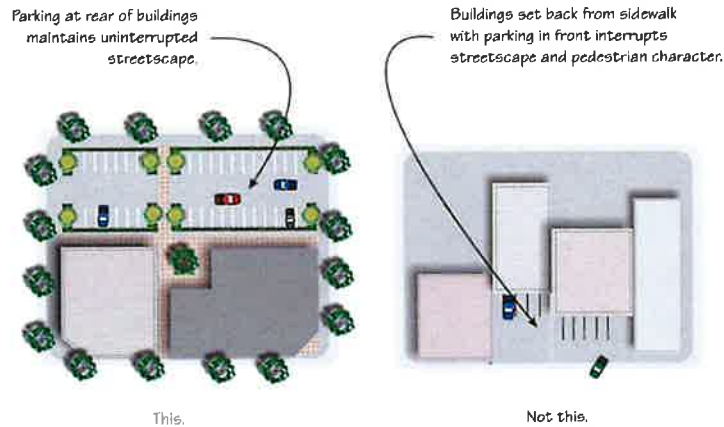 Parking at rear of buildings
maintains uninterrupted
streetscape.
Buildings set back from sidewalk
with parking in front interrupts
streetscape and pedestrian character.
This.
Not this.